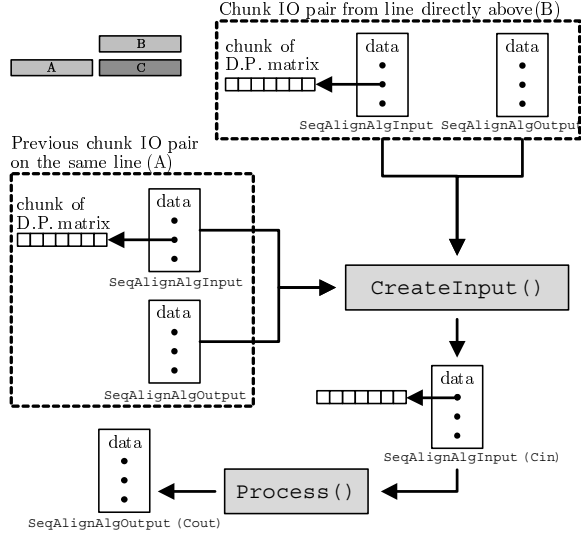 Chunk IO pair from line directly above(B)
B
A
C
chunk of
D.P. matrix
data
data
SeqAlignAlgInput
SeqAlignAlgOutput
Previous chunk IO pair
on the same line (A)
chunk of
D.P. matrix
data
SeqAlignAlgInput
data
SeqAlignAlgOutput
CreateInput()
data
SeqAlignAlgInput (Cin)
Process()
data
SeqAlignAlgOutput (Cout)